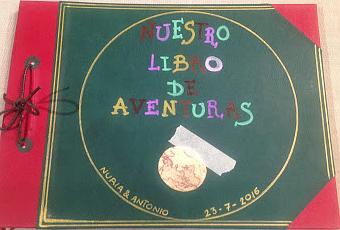 NUESTRO
LIBRO
DE
AVENTURAS
NURIA & ANTONIO 23-7-2016